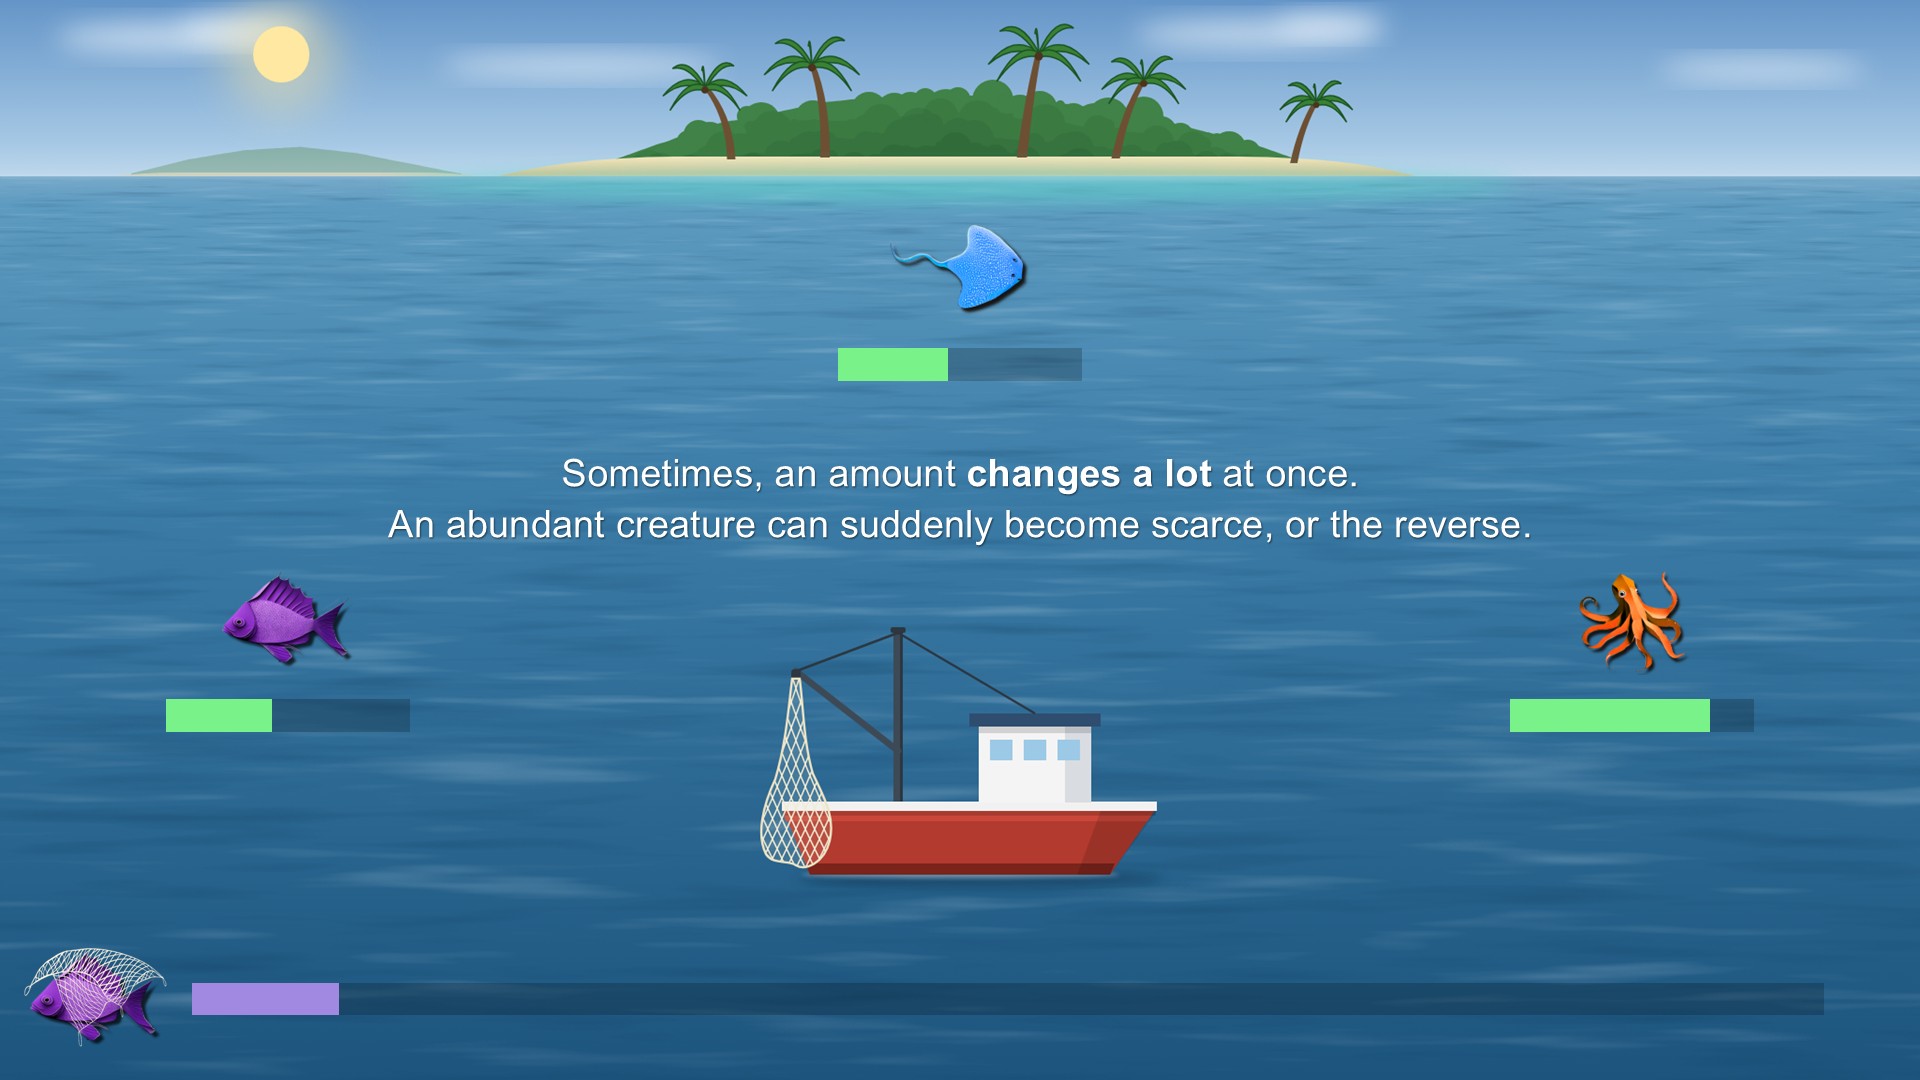 Sometimes, an amount changes a lot at once.
An abundant creature can suddenly become scarce, or the reverse.